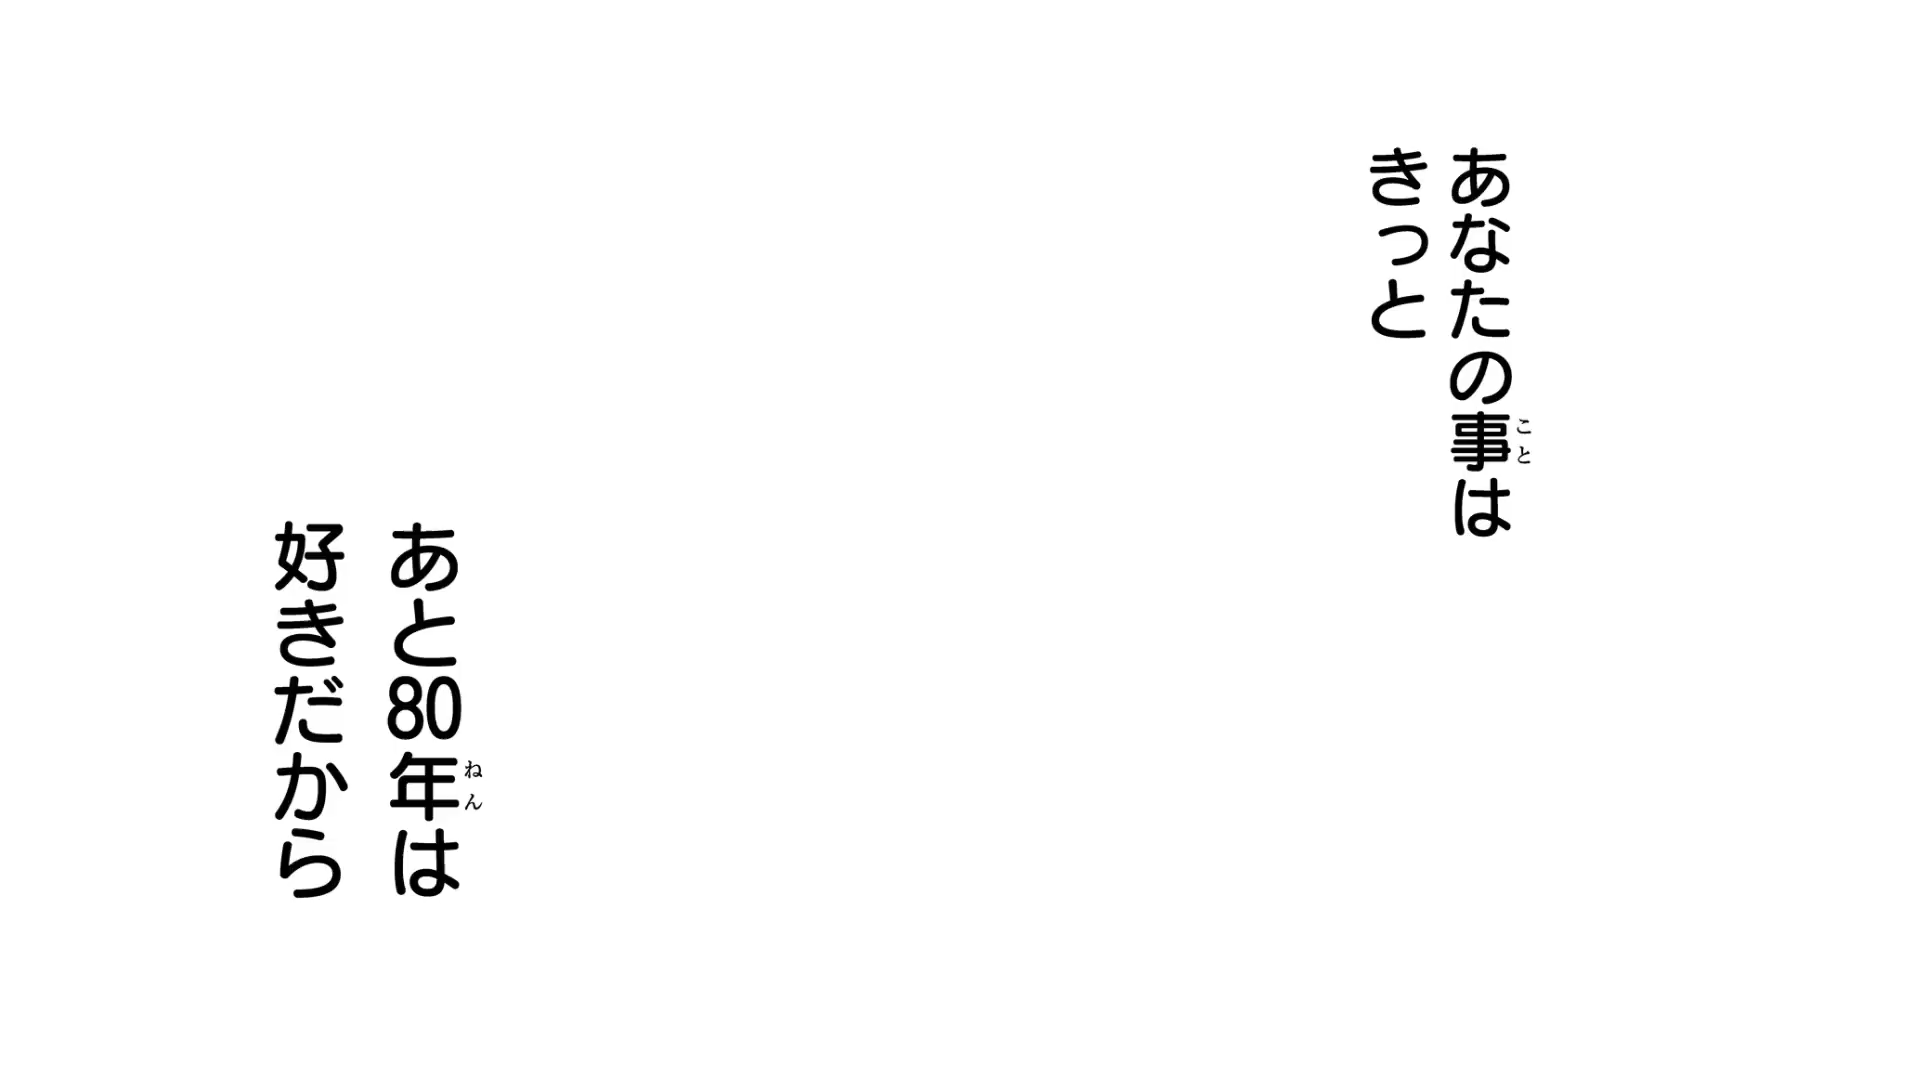 あなたの事は
きっと
あと80年は
好きだから